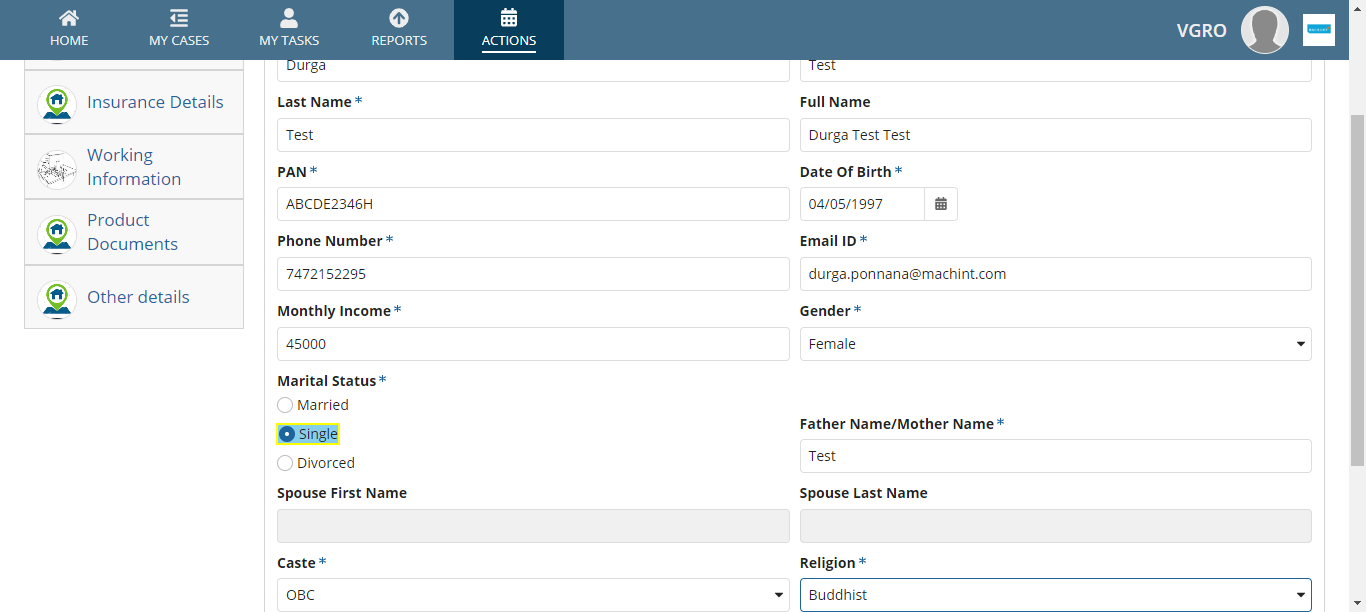 HOME
MY CASES
MY TASKS
REPORTS
ACTIONS
VGRO
machint
Insurance Details
Working
Information
Product
Documents
Other details
Durga
Test
Last Name *
Full Name
Test
Durga Test Test
PAN *
Date Of Birth *
ABCDE2346H
04/05/1997
Phone Number *
Email ID *
7472152295
durga.ponnana@machint.com
Monthly Income *
Gender *
45000
Female
Marital Status *
Married
Single
Divorced
Father Name/Mother Name *
Test
Spouse First Name
Spouse Last Name
Caste *
Religion *
OBC
Buddhist